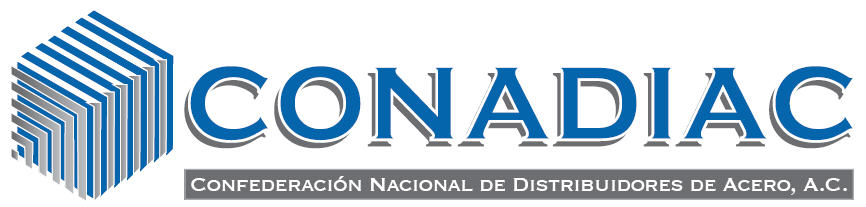 CONADIAC
CONFEDERACIÓN NACIONAL DE DISTRIBUIDORES DE ACERO, A.C.